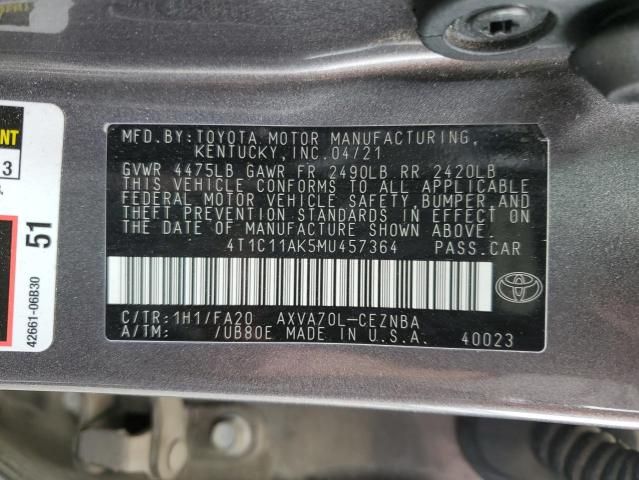 MFD.BY:TOYOTA MOTOR MANUFACTURING,
KENTUCKY,INC.04/21
GVWR 4475LB GAWR FR 2490LB RR 2420LB
THIS VEHICLE CONFORMS TO ALL APPLICABLE
FEDERAL MOTOR VEHICLE SAFETY,BUMPER,AND
THEFT PREVENTION STANDARDS IN EFFECT ON
THE DATE OF MANUFACTURE SHOWN ABOVE.
4T1C11AK5MU457364 PASS.CAR
C/TR:1H1/FA20 AXVA70L-CEZNBA
A/TM: /UB80E MADE IN U.S.A. 40023
51
42661-06B30